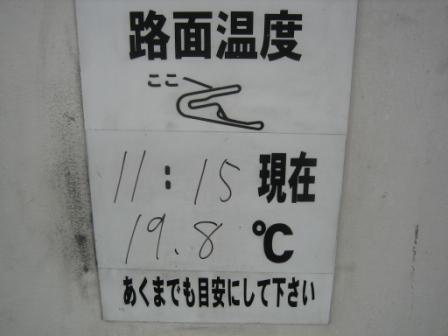 路面温度
ここ
11:15 現在
19.8 ℃
あくまでも目安にして下さい